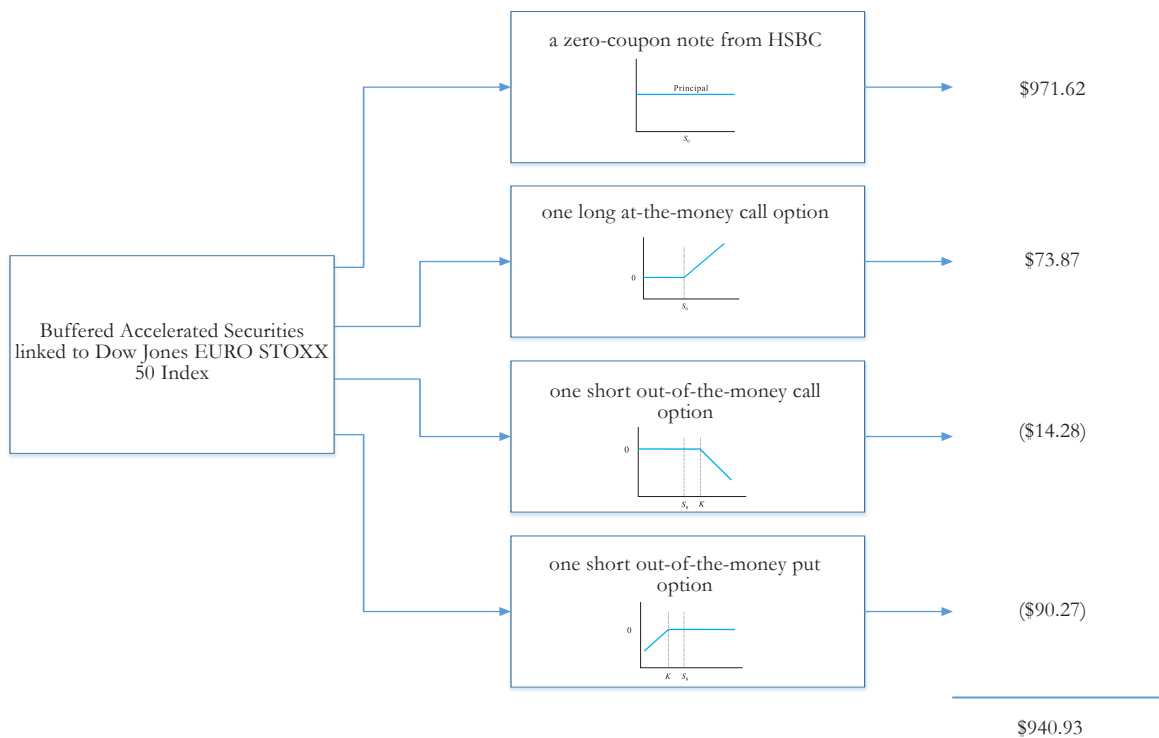 a zero-coupon note from HSBC
Principal
S0
$971.62
one long at-the-money call option
0
S0
$73.87
Buffered Accelerated Securities
linked to Dow Jones EURO STOXX
50 Index
one short out-of-the-money call
option
0
S0 K
($14.28)
one short out-of-the-money put
option
0
K S0
($90.27)
$940.93